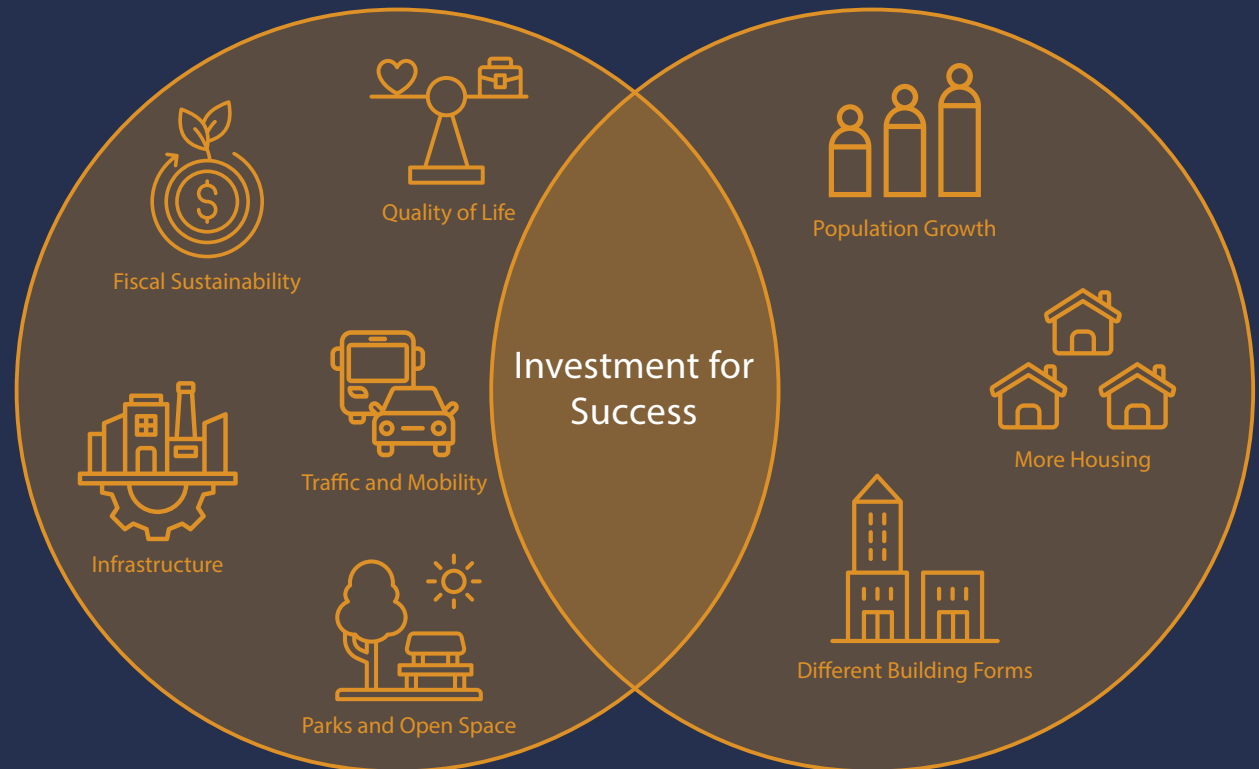 Quality of Life
Fiscal Sustainability
Traffic and Mobility
Infrastructure
Parks and Open Space
Investment for
Success
Population Growth
More Housing
Different Building Forms